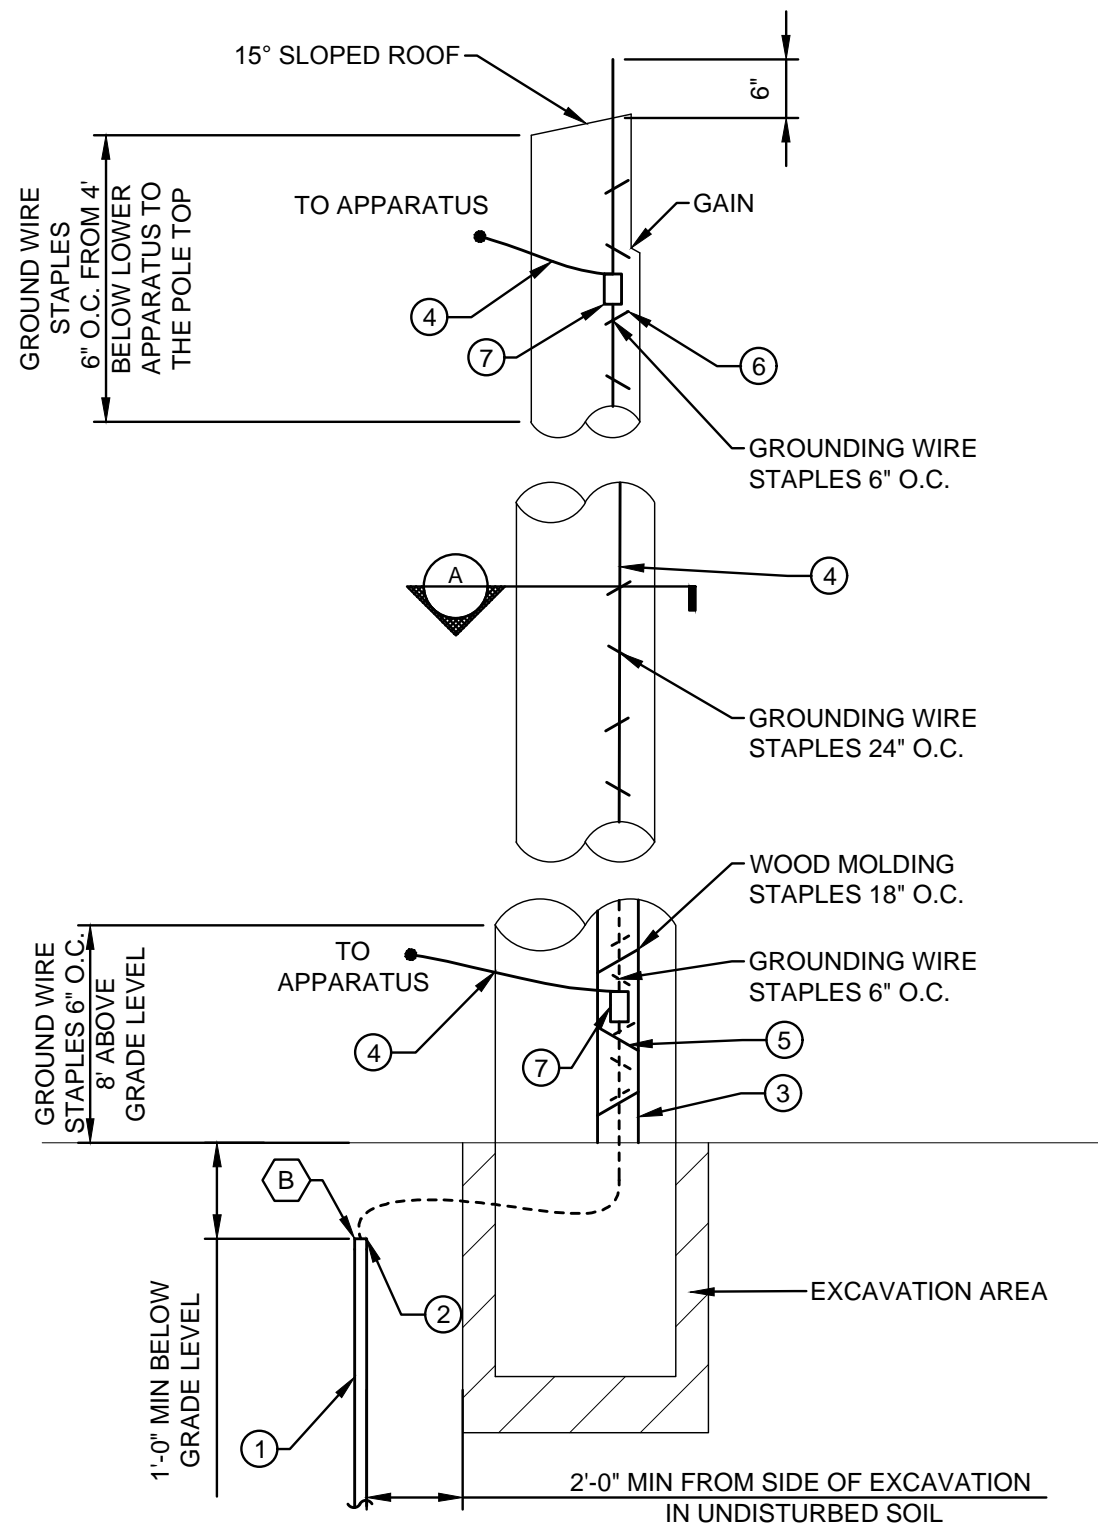 15° SLOPED ROOF
6"
GROUND WIRE
STAPLES
6" O.C. FROM 4'
BELOW LOWER
APPARATUS TO
THE POLE TOP
TO APPARATUS
GAIN
4
7
6
GROUNDING WIRE
STAPLES 6" O.C.
A
4
GROUNDING WIRE
STAPLES 24" O.C.
WOOD MOLDING
STAPLES 18" O.C.
GROUND WIRE
STAPLES 6" O.C.
8' ABOVE
GRADE LEVEL
TO
APPARATUS
GROUNDING WIRE
STAPLES 6" O.C.
4
7
5
3
B
2
EXCAVATION AREA
1'-0" MIN BELOW
GRADE LEVEL
1
2'-0" MIN FROM SIDE OF EXCAVATION
IN UNDISTURBED SOIL